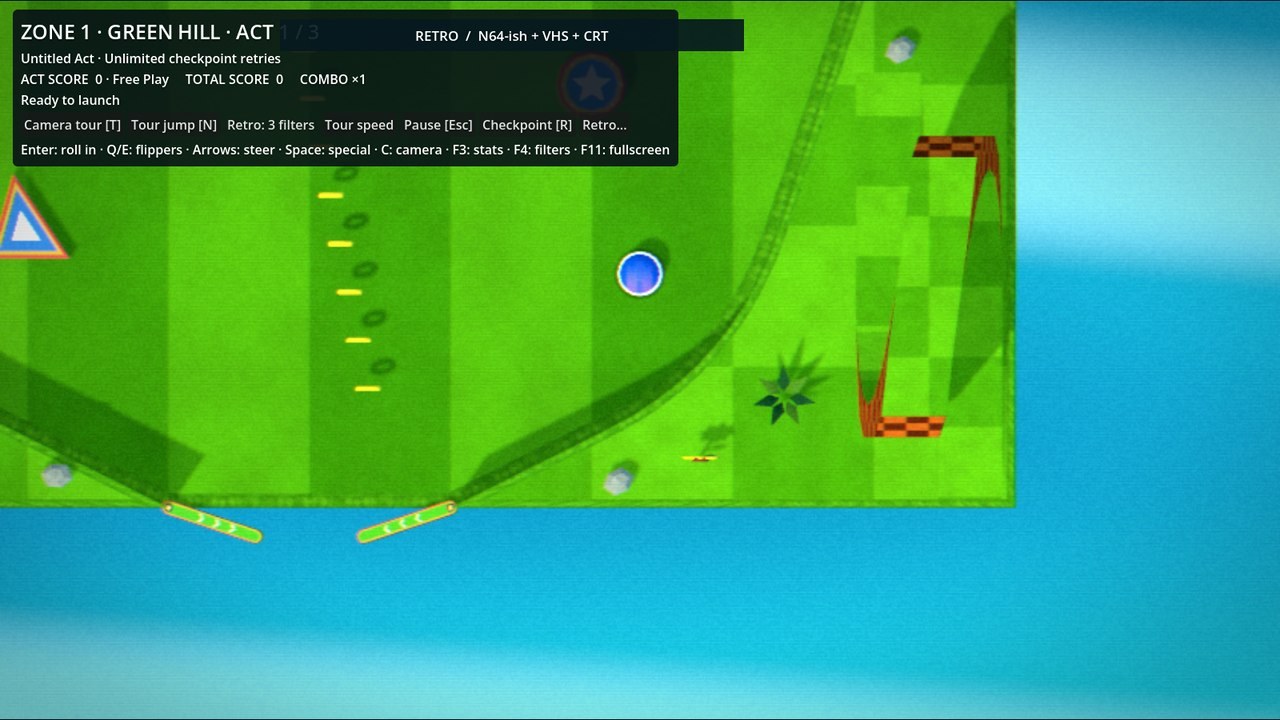 ZONE 1 · GREEN HILL · ACT 1 / 3
RETRO / N64-ish + VHS + CRT
Untitled Act · Unlimited checkpoint retries
ACT SCORE 0 · Free Play TOTAL SCORE 0 COMBO ×1
Ready to launch
Camera tour [T] Tour jump [N] Retro: 3 filters Tour speed Pause [Esc] Checkpoint [R] Retro...
Enter: roll in · Q/E: flippers · Arrows: steer · Space: special · C: camera · F3: stats · F4: filters · F11: fullscreen